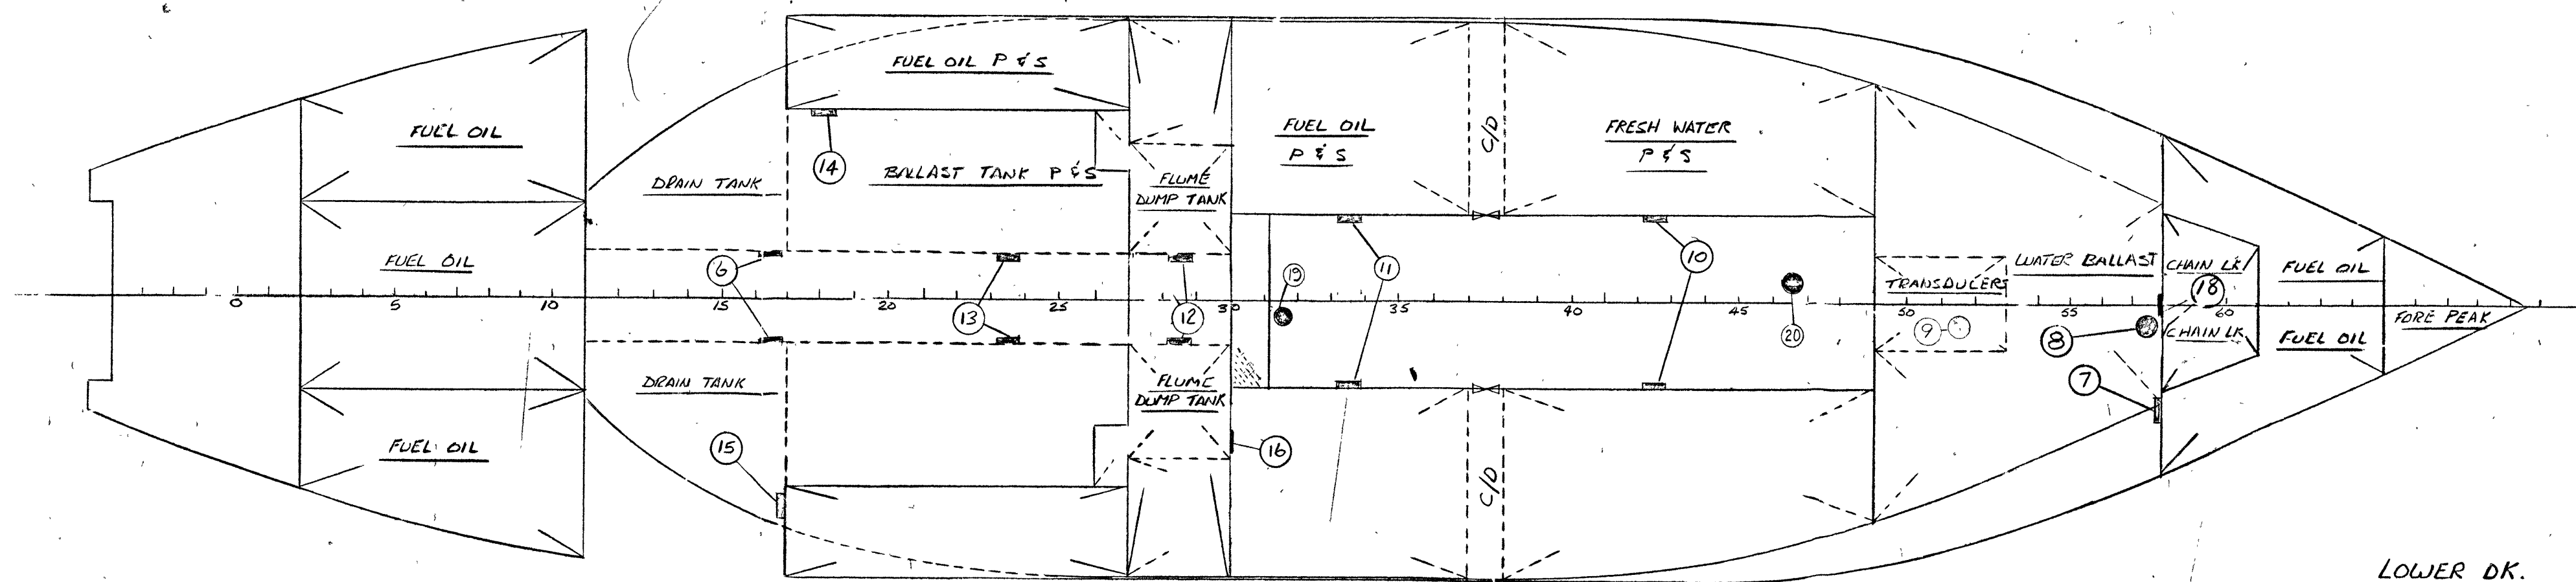 FUEL OIL P & S
FUEL OIL
FUEL OIL
P & S
C/D
FRESH WATER
P & S
14
DRAIN TANK
BALLAST TANK P & S
FLUME
DUMP TANK
FUEL OIL
6
13
12
19
11
10
20
TRANSDUCERS
WATER BALLAST
CHAIN LK
18
FUEL OIL
0 5 10 15 20 25 30 35 40 45 50 55 60
9
8
CHAIN LK
FUEL OIL
FORE PEAK
7
DRAIN TANK
FLUME
DUMP TANK
FUEL OIL
15
16
C/D
LOWER DK.